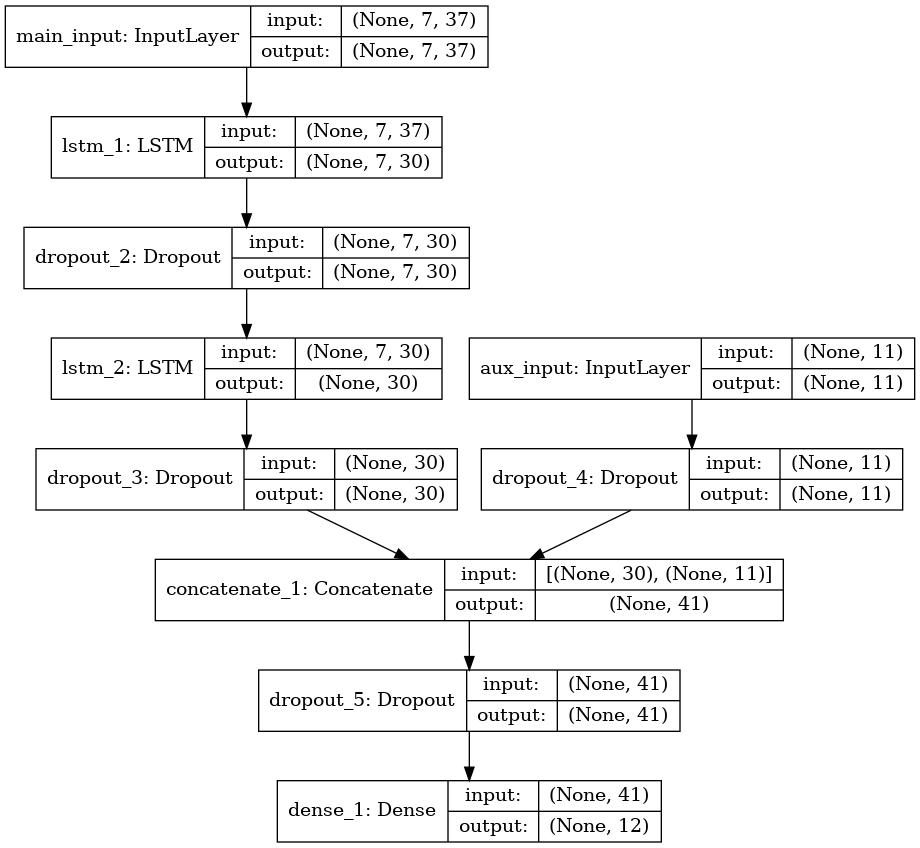 main_input: InputLayer
input: (None, 7, 37)
output: (None, 7, 37)
lstm_1: LSTM
input: (None, 7, 37)
output: (None, 7, 30)
dropout_2: Dropout
input: (None, 7, 30)
output: (None, 7, 30)
lstm_2: LSTM
input: (None, 7, 30)
output: (None, 30)
aux_input: InputLayer
input: (None, 11)
output: (None, 11)
dropout_3: Dropout
input: (None, 30)
output: (None, 30)
dropout_4: Dropout
input: (None, 11)
output: (None, 11)
concatenate_1: Concatenate
input: [(None, 30), (None, 11)]
output: (None, 41)
dropout_5: Dropout
input: (None, 41)
output: (None, 41)
dense_1: Dense
input: (None, 41)
output: (None, 12)